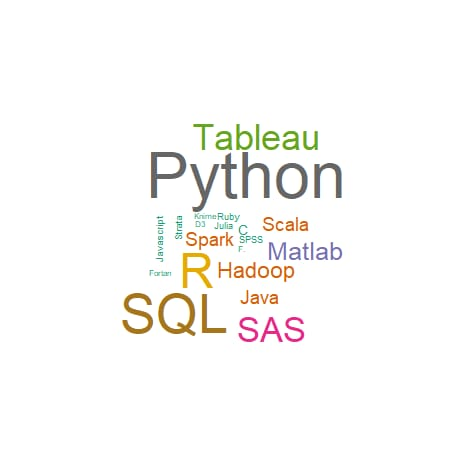 Tableau
Python
Knime Ruby
D3 Julia
Javascript
Strata
C
Scala
Spark
SPSS
F..
Matlab
Fortan
R
Hadoop
SQL
Java
SAS